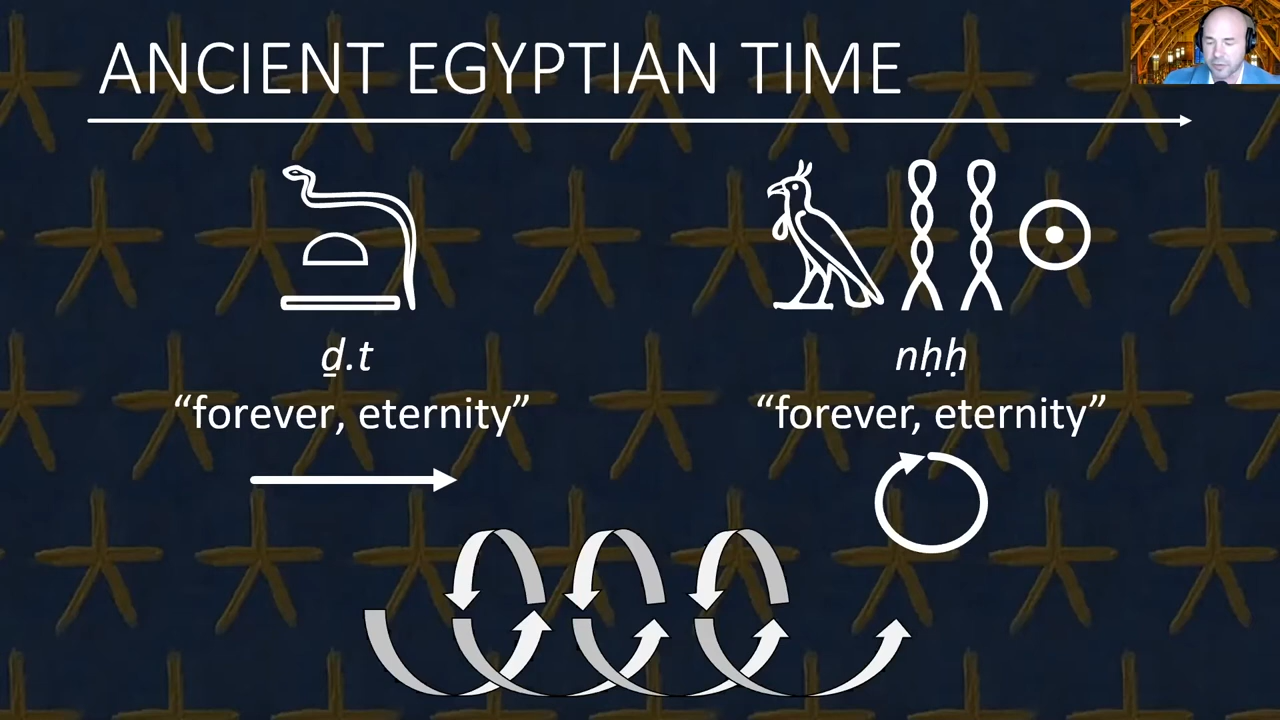 ANCIENT EGYPTIAN TIME
ḏ.t
nḥḥ
“forever, eternity”
“forever, eternity”